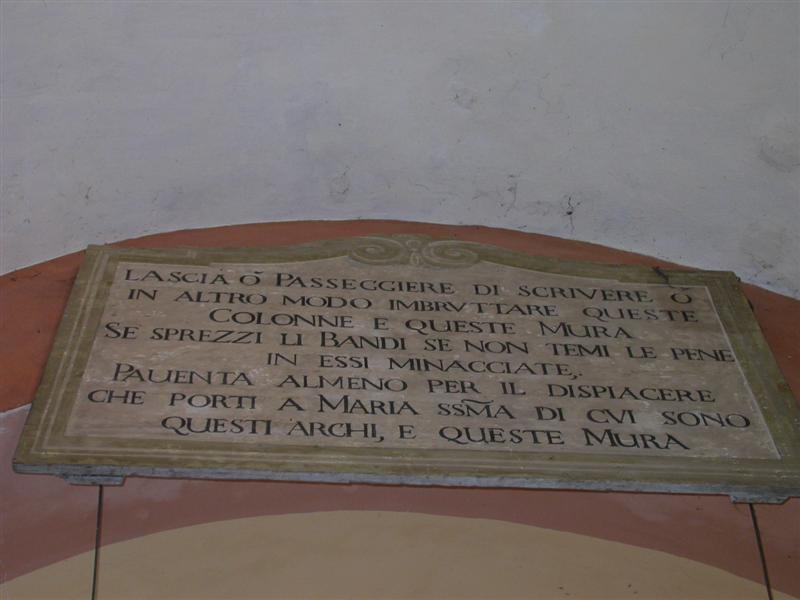 LASCIA Õ PASSEGGIERE DI SCRIVERE Ò
IN ALTRO MODO IMBRVTTARE QUESTE
COLONNE E QUESTE MURA
SE SPREZZI LI BANDI SE NON TEMI LE PENE
IN ESSI MINACCIATE,
PAUENTA ALMENO PER IL DISPIACERE
CHE PORTI A MARIA SSM̃A DI CVI SONO
QUESTI ARCHI, E QUESTE MURA